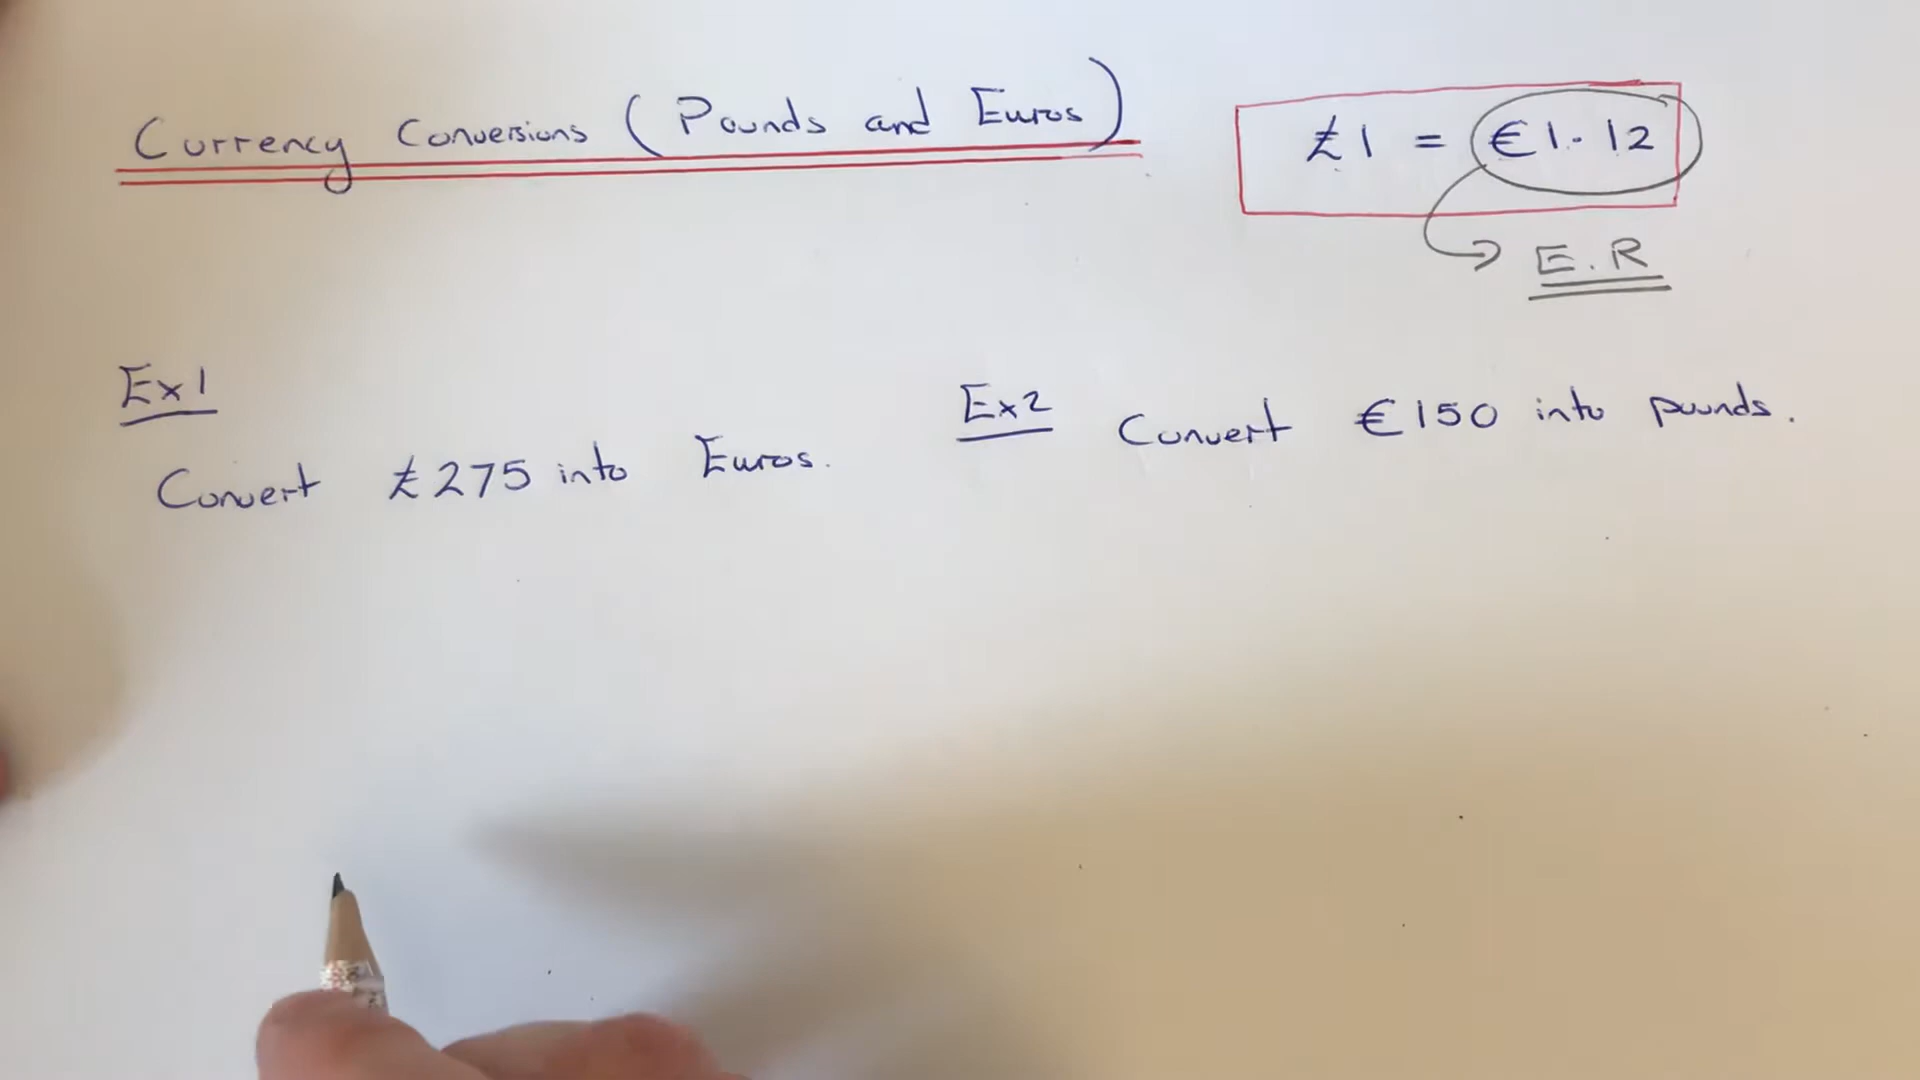 Currency Conversions (Pounds and Euros)
£1 = €1.12
E.R
Ex1
Convert £275 into Euros.
Ex2 Convert €150 into pounds.